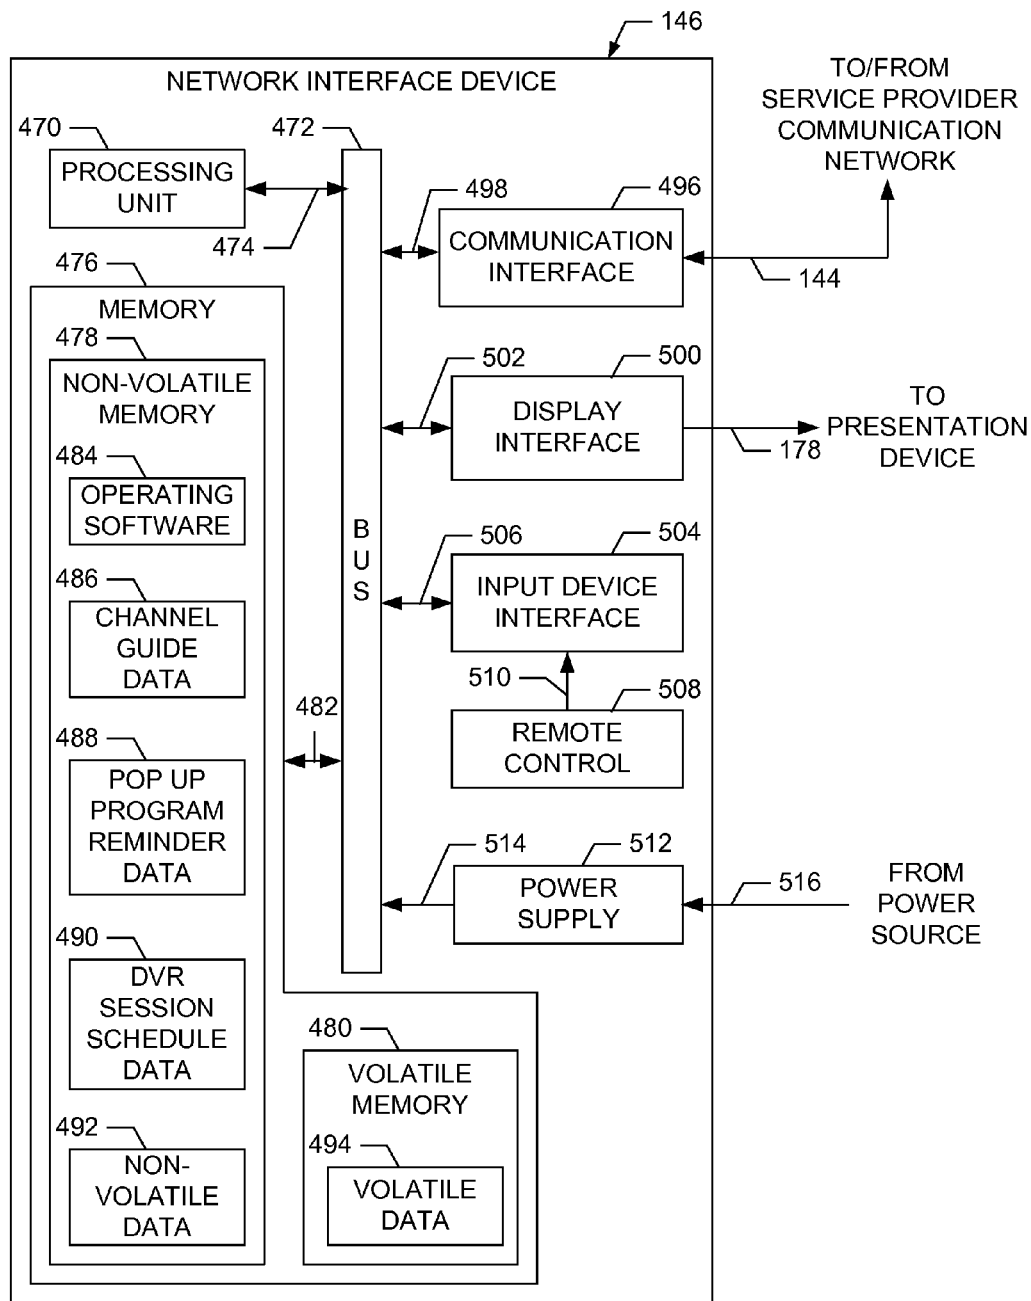 146
NETWORK INTERFACE DEVICE
TO/FROM
SERVICE PROVIDER
COMMUNICATION
NETWORK
470
PROCESSING
UNIT
472
474
498
496
COMMUNICATION
INTERFACE
144
476
MEMORY
478
NON-VOLATILE
MEMORY
484
OPERATING
SOFTWARE
486
CHANNEL
GUIDE
DATA
488
POP UP
PROGRAM
REMINDER
DATA
490
DVR
SESSION
SCHEDULE
DATA
492
NON-
VOLATILE
DATA
480
VOLATILE
MEMORY
494
VOLATILE
DATA
482
B
U
S
502
500
DISPLAY
INTERFACE
178
TO
PRESENTATION
DEVICE
506
504
INPUT DEVICE
INTERFACE
510
508
REMOTE
CONTROL
514
512
POWER
SUPPLY
516
FROM
POWER
SOURCE